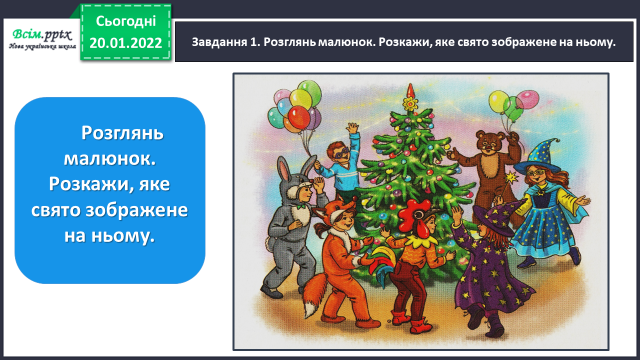 Всім.pptx
Нова українська школа
Сьогодні
20.01.2022
Завдання 1. Розглянь малюнок. Розкажи, яке свято зображене на ньому.
Розглянь
малюнок.
Розкажи, яке
свято зображене
на ньому.